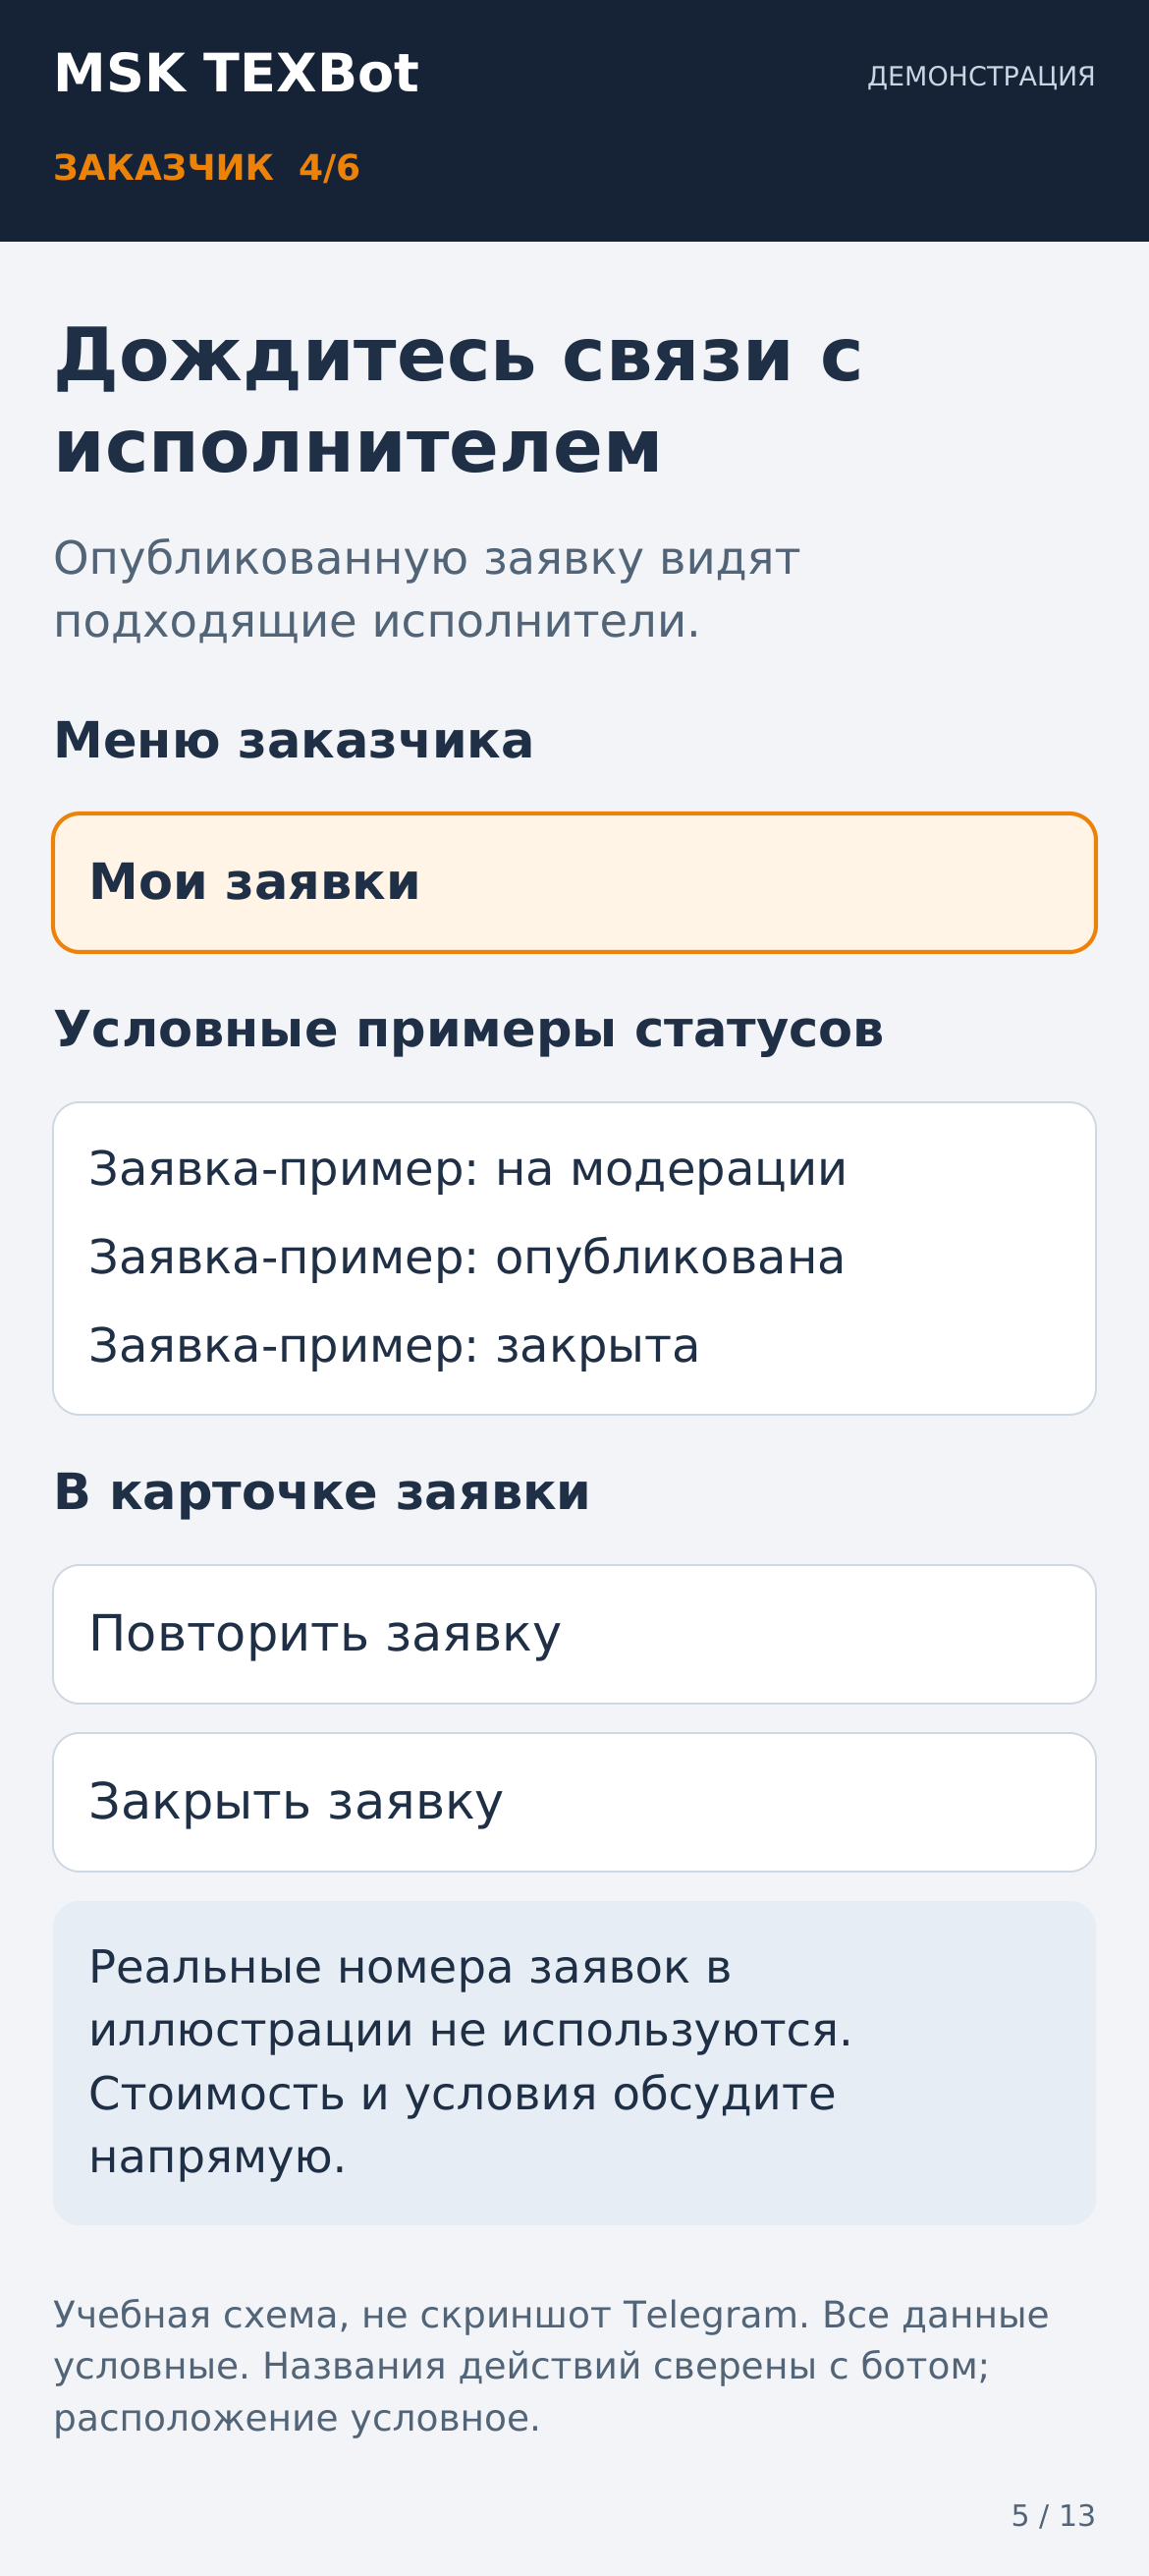 MSK TEXBot
ДЕМОНСТРАЦИЯ
ЗАКАЗЧИК 4/6
Дождитесь связи с
исполнителем
Опубликованную заявку видят
подходящие исполнители.
Меню заказчика
Мои заявки
Условные примеры статусов
Заявка-пример: на модерации
Заявка-пример: опубликована
Заявка-пример: закрыта
В карточке заявки
Повторить заявку
Закрыть заявку
Реальные номера заявок в
иллюстрации не используются.
Стоимость и условия обсудите
напрямую.
Учебная схема, не скриншот Telegram. Все данные
условные. Названия действий сверены с ботом;
расположение условное.
5 / 13